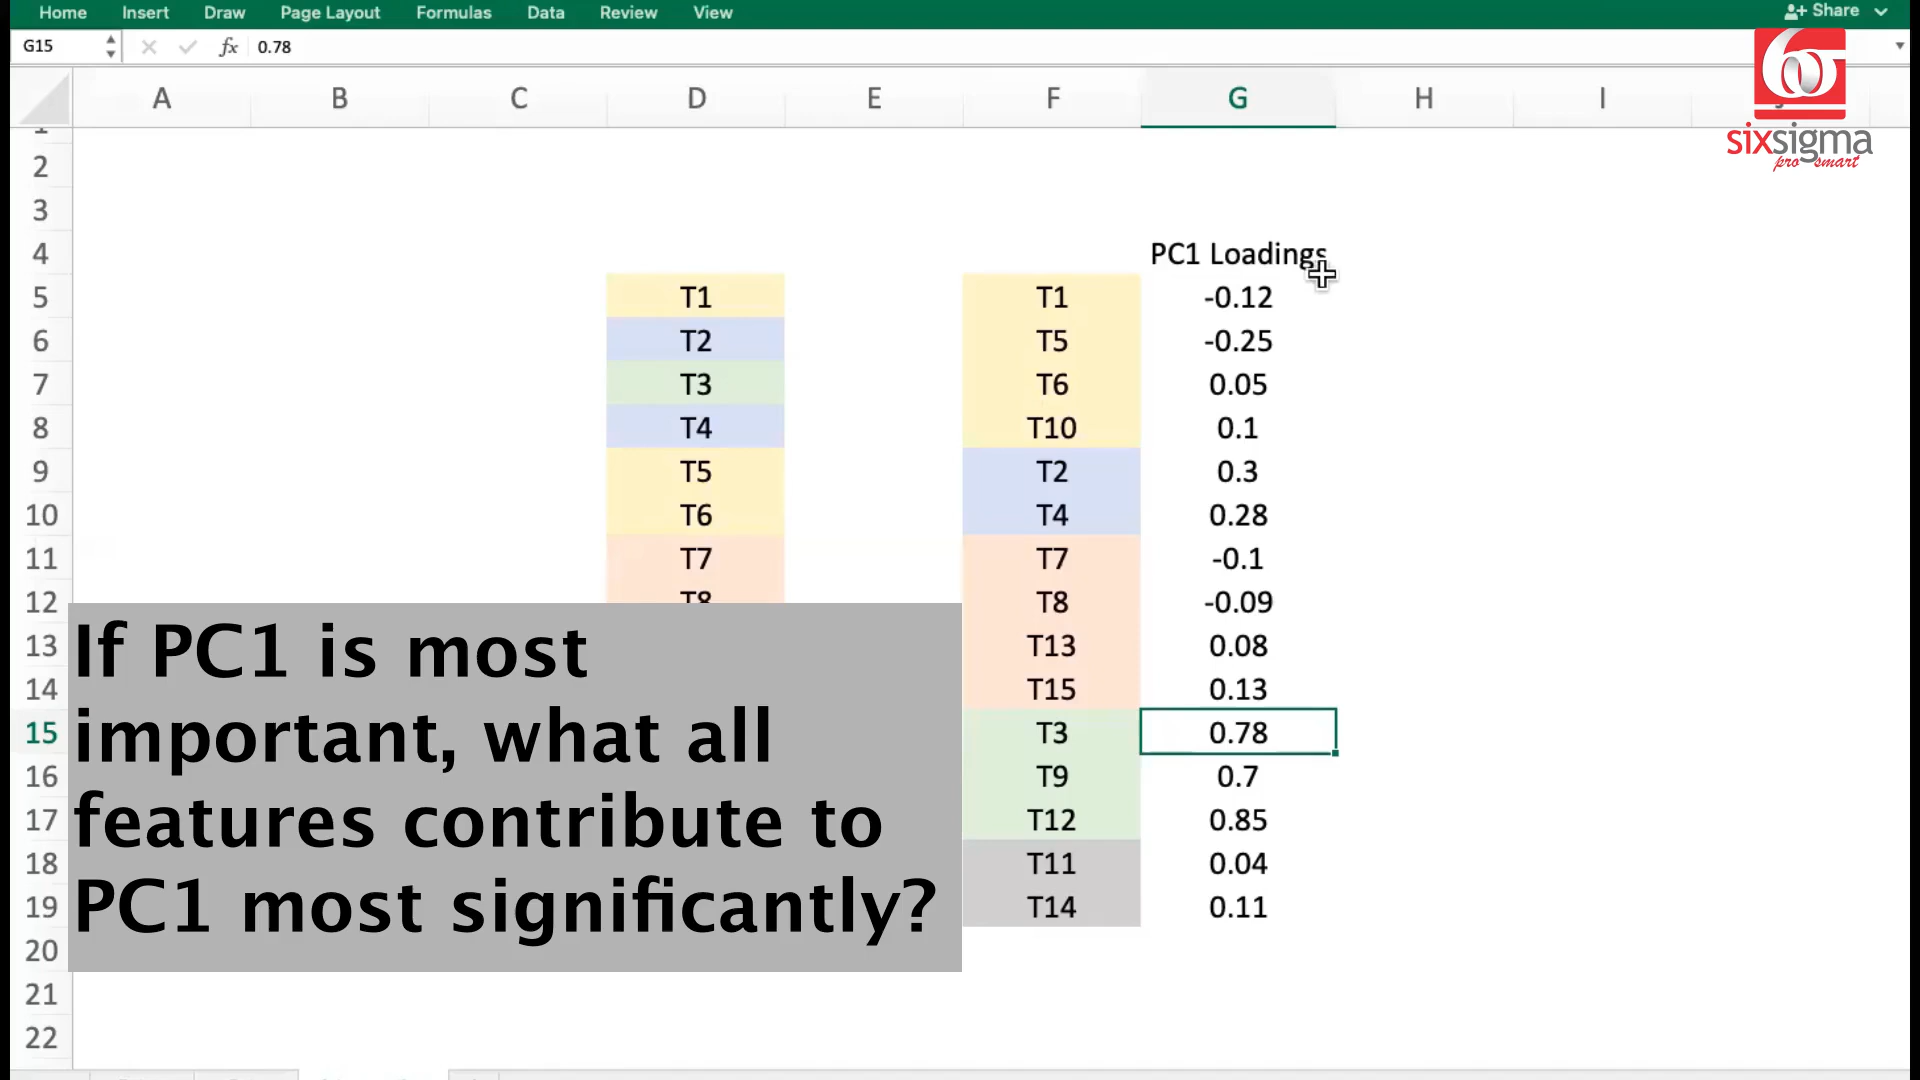 Home Insert Draw Page Layout Formulas Data Review View Share
G15 fx 0.78
A B C D E F G H I J
sixsigma
pro smart
1
2
3
4 PC1 Loadings
5 T1 T1 -0.12
6 T2 T5 -0.25
7 T3 T6 0.05
8 T4 T10 0.1
9 T5 T2 0.3
10 T6 T4 0.28
11 T7 T7 -0.1
12 T8 T8 -0.09
13 T13 0.08
14 T15 0.13
15 T3 0.78
16 T9 0.7
17 T12 0.85
18 T11 0.04
19 T14 0.11
20
21
22
If PC1 is most
important, what all
features contribute to
PC1 most significantly?